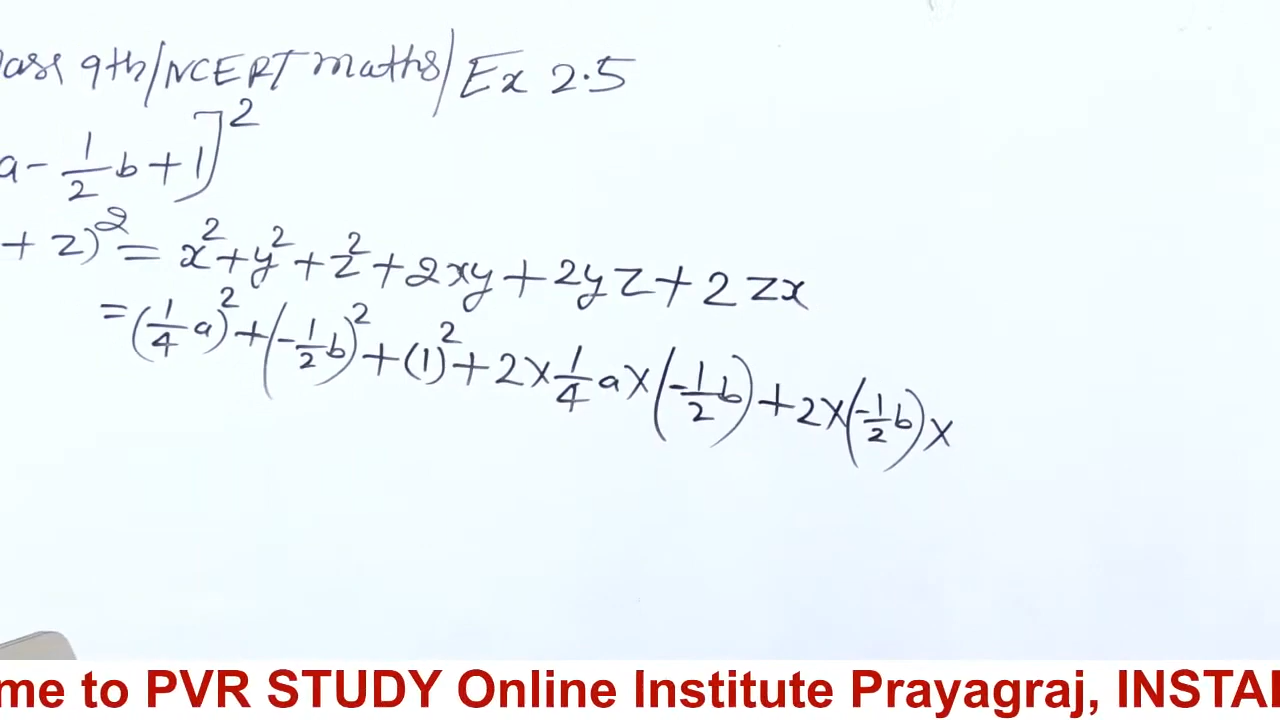 ass 9th/NCERT maths/Ex 2.5
a - 1/2 b + 1]²
+ z)² = x² + y² + z² + 2xy + 2yz + 2zx
= (1/4 a)² + (-1/2 b)² + (1)² + 2 × 1/4 a × (-1/2 b) + 2 × (-1/2 b) ×
me to PVR STUDY Online Institute Prayagraj, INSTA